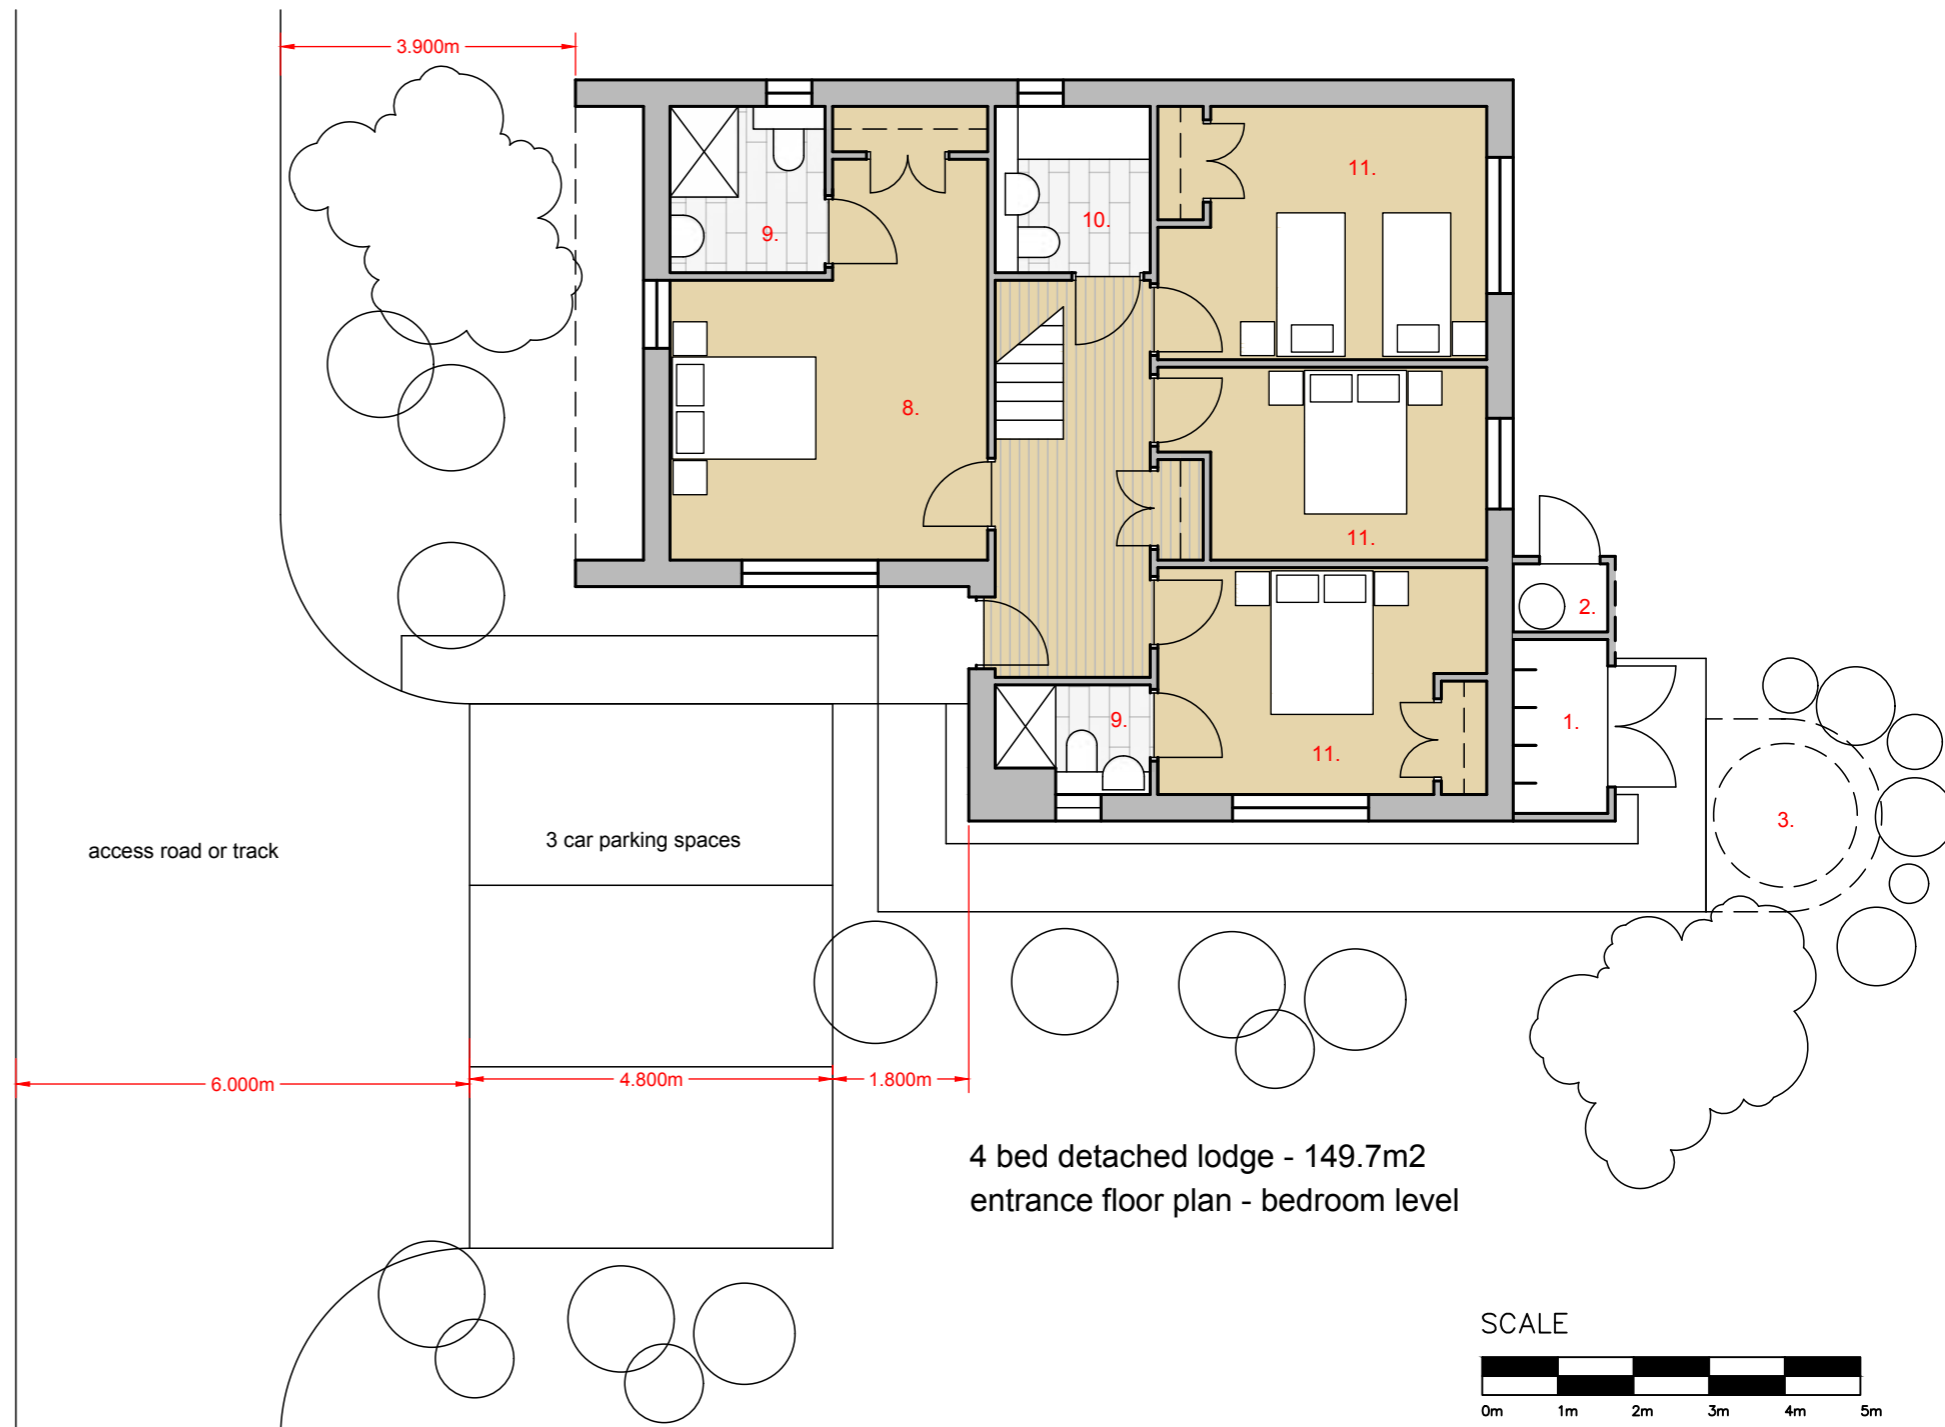 3.900m
11.
9.
10.
8.
11.
2.
9.
1.
11.
3.
access road or track
3 car parking spaces
6.000m
4.800m
1.800m
4 bed detached lodge - 149.7m2
entrance floor plan - bedroom level
SCALE
0m 1m 2m 3m 4m 5m